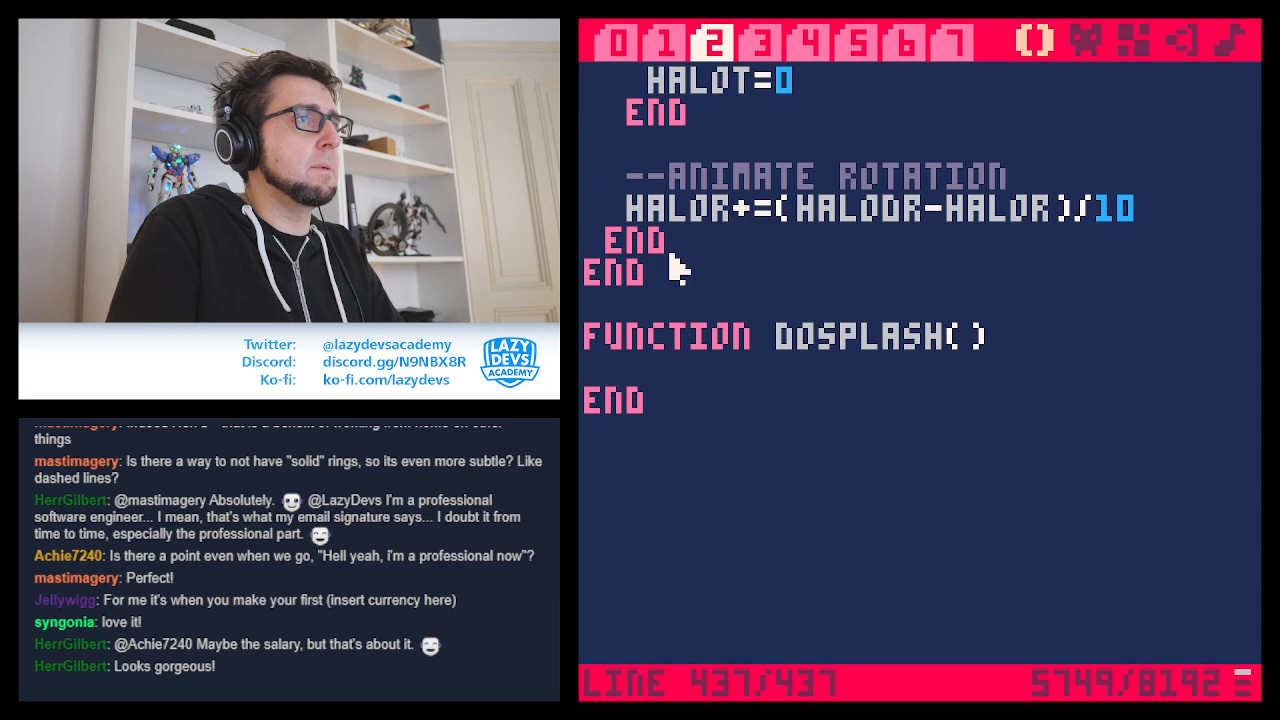 0 1 2 3 4 5 6 7 ()
HALOT=0
END
--ANIMATE ROTATION
HALOR+=(HALODR-HALOR)/10
END
END
FUNCTION DOSPLASH()
END
LINE 437/437 5749/8192
Twitter: @lazydevsacademy
Discord: discord.gg/N9NBX8R
Ko-fi: ko-fi.com/lazydevs
LAZY
DEVS
ACADEMY
things
mastimagery: Is there a way to not have "solid" rings, so its even more subtle? Like
dashed lines?
HerrGilbert: @mastimagery Absolutely. @LazyDevs I'm a professional
software engineer... I mean, that's what my email signature says... I doubt it from
time to time, especially the professional part.
Achie7240: Is there a point even when we go, "Hell yeah, i'm a professional now"?
mastimagery: Perfect!
Jellywigg: For me it's when you make your first (insert currency here)
syngonia: love it!
HerrGilbert: @Achie7240 Maybe the salary, but that's about it.
HerrGilbert: Looks gorgeous!